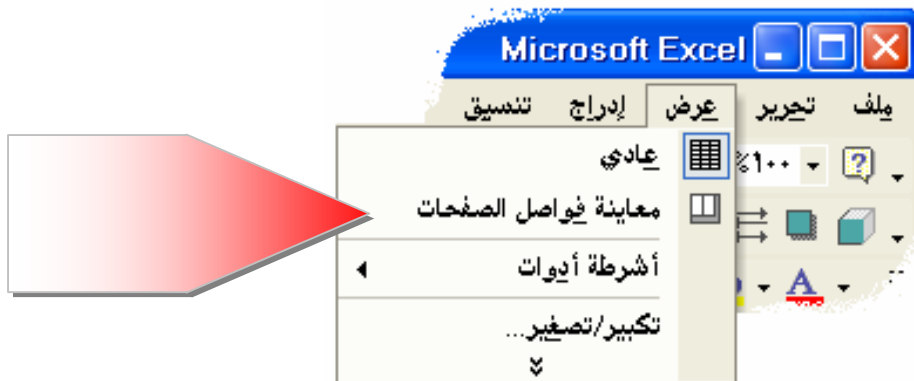 Microsoft Excel
ملف تحرير عرض إدراج تنسيق
١٠٠%
عادي
معاينة فواصل الصفحات
أشرطة أدوات
تكبير/تصغير...
A